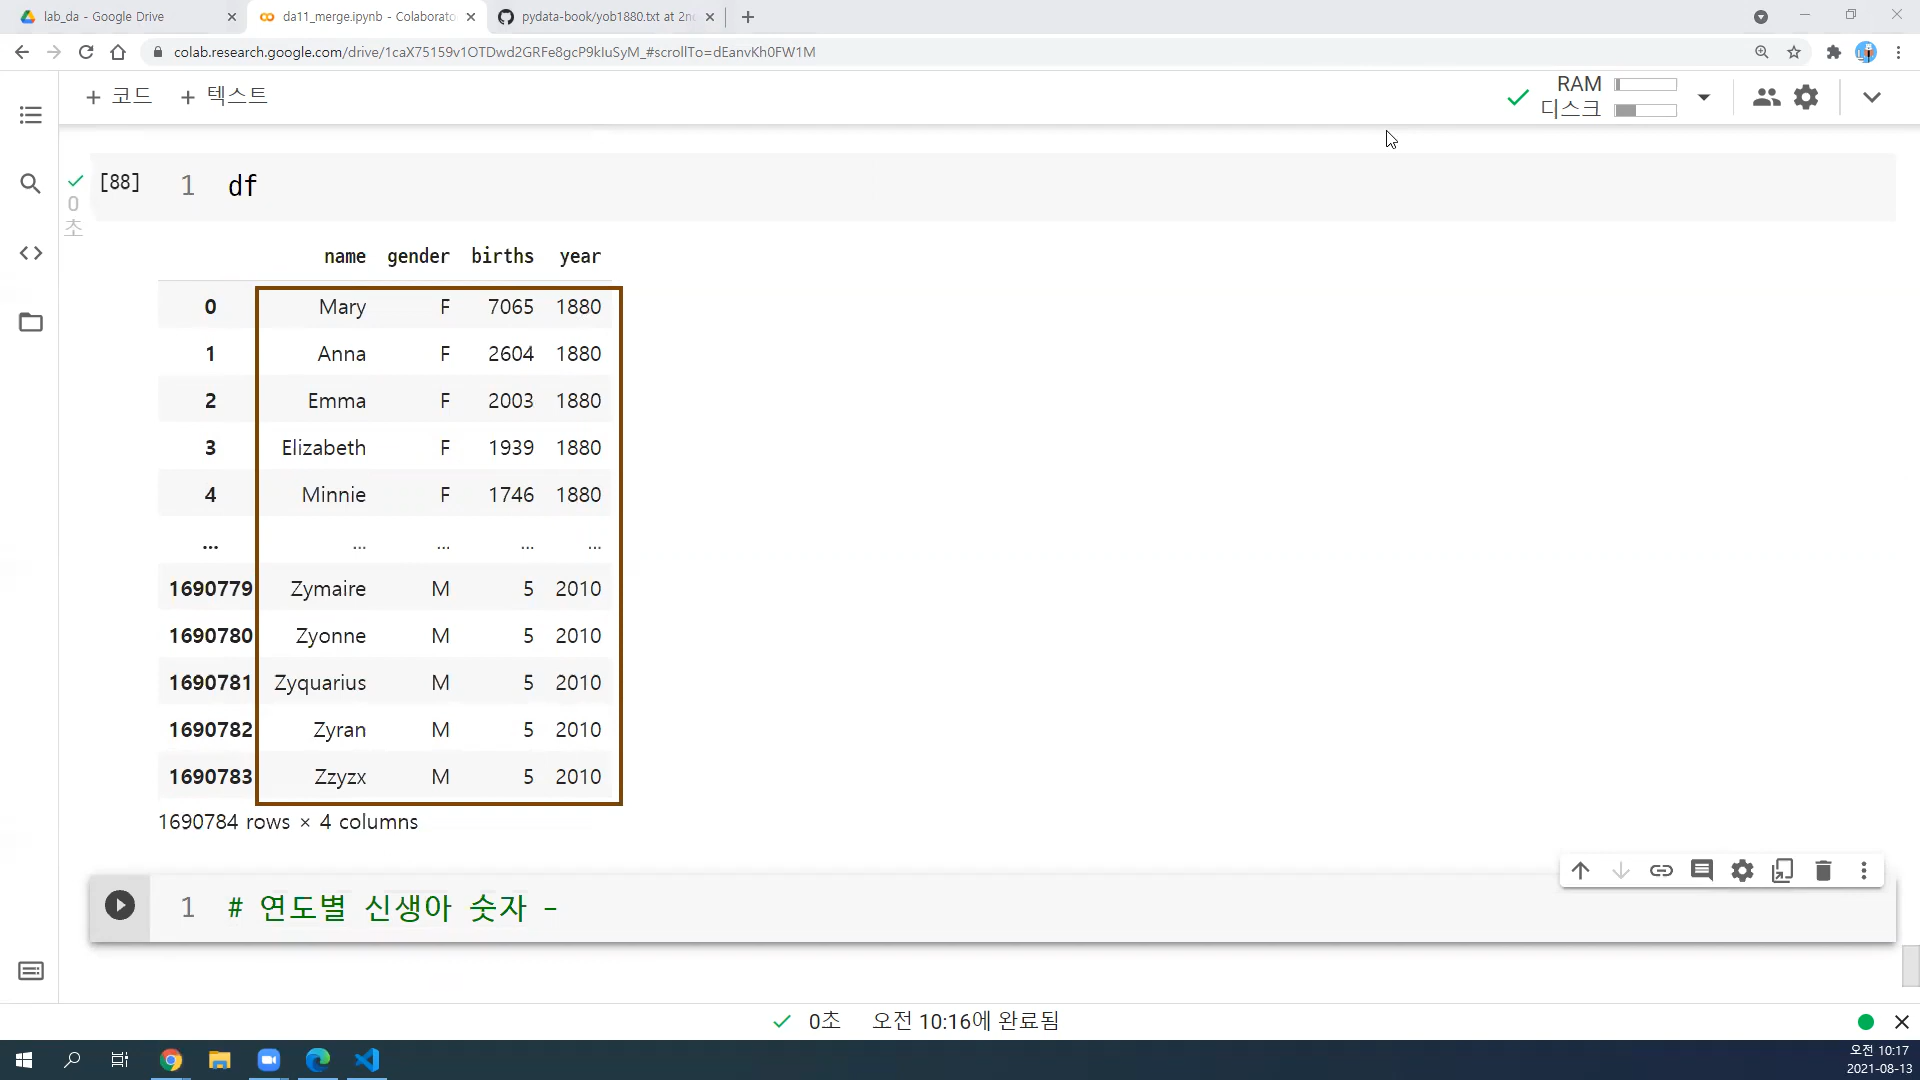 lab_da - Google Drive
da11_merge.ipynb - Colaborato
pydata-book/yob1880.txt at 2n
colab.research.google.com/drive/1caX75159v1OTDwd2GRFe8gcP9kIuSyM_#scrollTo=dEanvKh0FW1M
+ 코드 + 텍스트
RAM
디스크
[88] 1 df
0
초
name gender births year
0 Mary F 7065 1880
1 Anna F 2604 1880
2 Emma F 2003 1880
3 Elizabeth F 1939 1880
4 Minnie F 1746 1880
... ... ... ... ...
1690779 Zymaire M 5 2010
1690780 Zyonne M 5 2010
1690781 Zyquarius M 5 2010
1690782 Zyran M 5 2010
1690783 Zzyzx M 5 2010
1690784 rows × 4 columns
1 # 연도별 신생아 숫자 -
0초 오전 10:16에 완료됨
오전 10:17
2021-08-13